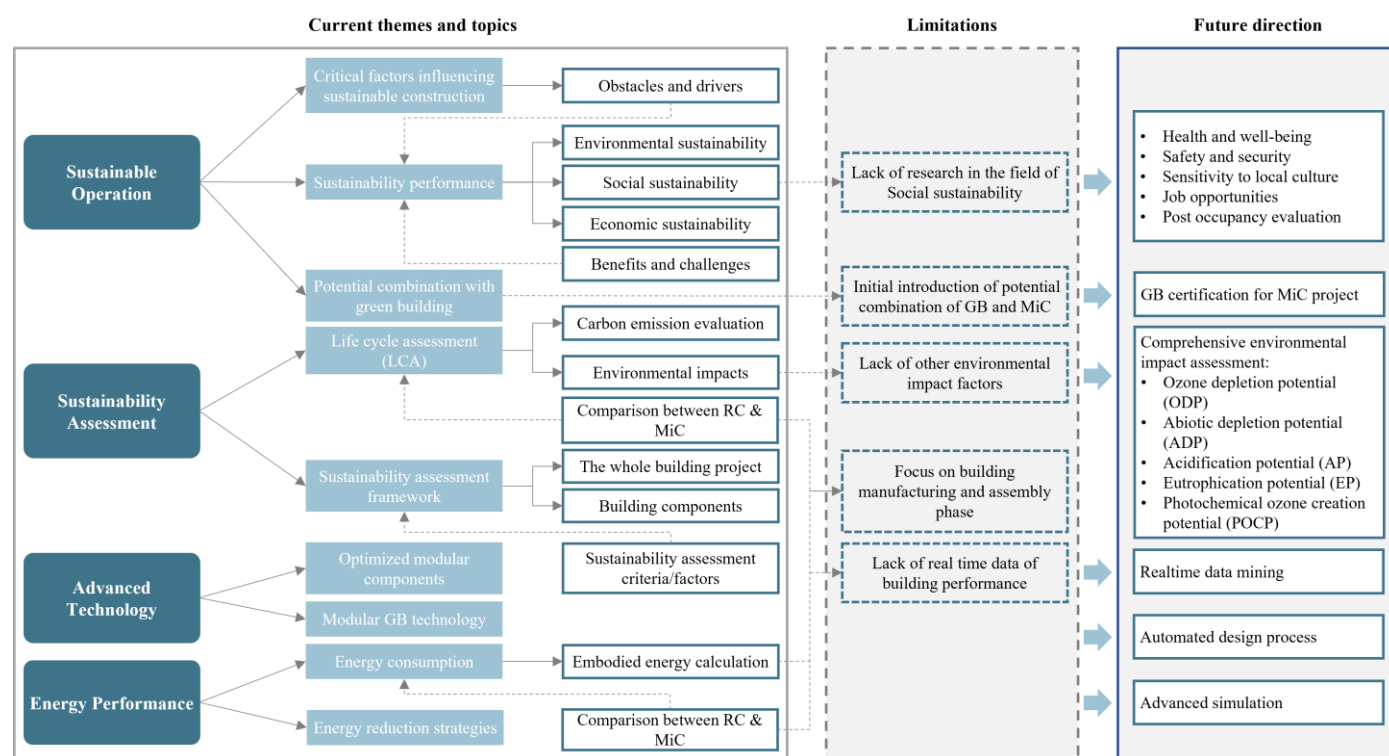 Current themes and topics
Limitations
Future direction
Sustainable
Operation
Critical factors influencing
sustainable construction
Obstacles and drivers
Sustainability performance
Environmental sustainability
Social sustainability
Economic sustainability
Benefits and challenges
Potential combination with
green building
Sustainability
Assessment
Life cycle assessment
(LCA)
Carbon emission evaluation
Environmental impacts
Comparison between RC &
MiC
Sustainability assessment
framework
The whole building project
Building components
Sustainability assessment
criteria/factors
Advanced
Technology
Optimized modular
components
Modular GB technology
Energy Performance
Energy consumption
Embodied energy calculation
Energy reduction strategies
Comparison between RC &
MiC
Lack of research in the field of
Social sustainability
Initial introduction of potential
combination of GB and MiC
Lack of other environmental
impact factors
Focus on building
manufacturing and assembly
phase
Lack of real time data of
building performance
• Health and well-being
• Safety and security
• Sensitivity to local culture
• Job opportunities
• Post occupancy evaluation
GB certification for MiC project
Comprehensive environmental
impact assessment:
• Ozone depletion potential
(ODP)
• Abiotic depletion potential
(ADP)
• Acidification potential (AP)
• Eutrophication potential (EP)
• Photochemical ozone creation
potential (POCP)
Realtime data mining
Automated design process
Advanced simulation